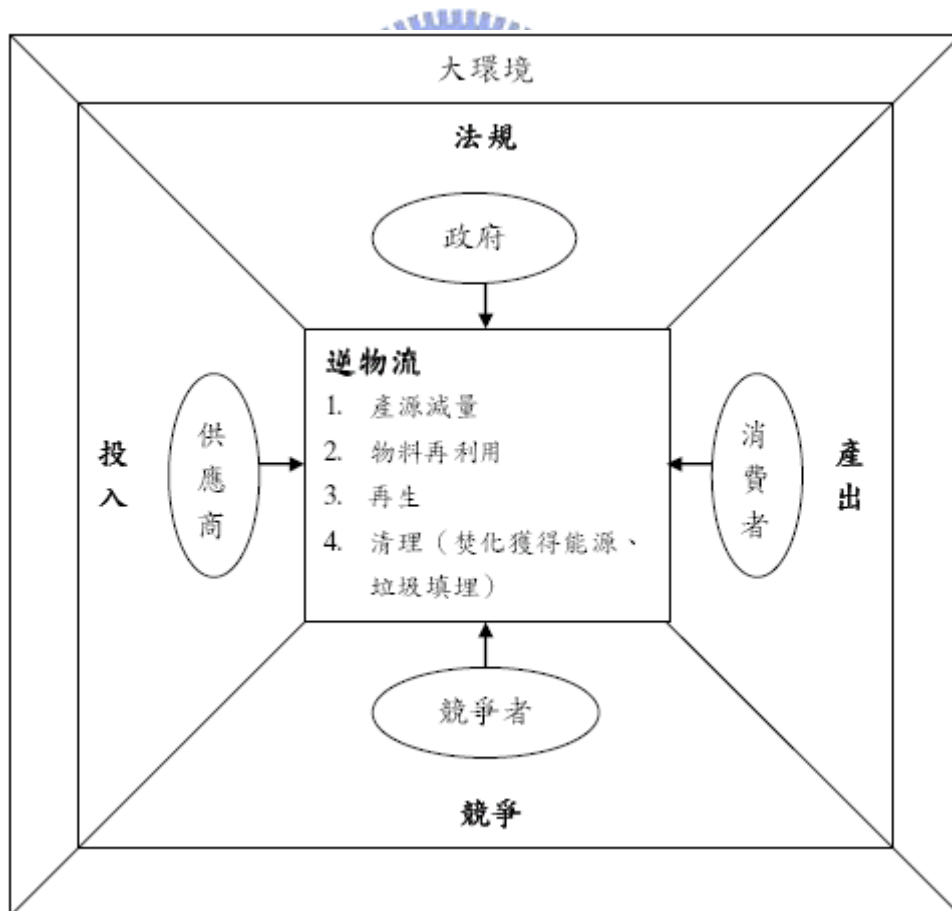 大環境
法規
政府
逆物流
1. 產源減量
2. 物料再利用
3. 再生
4. 清理（焚化獲得能源、
垃圾填埋）
投入
供應商
消費者
產出
競爭者
競爭